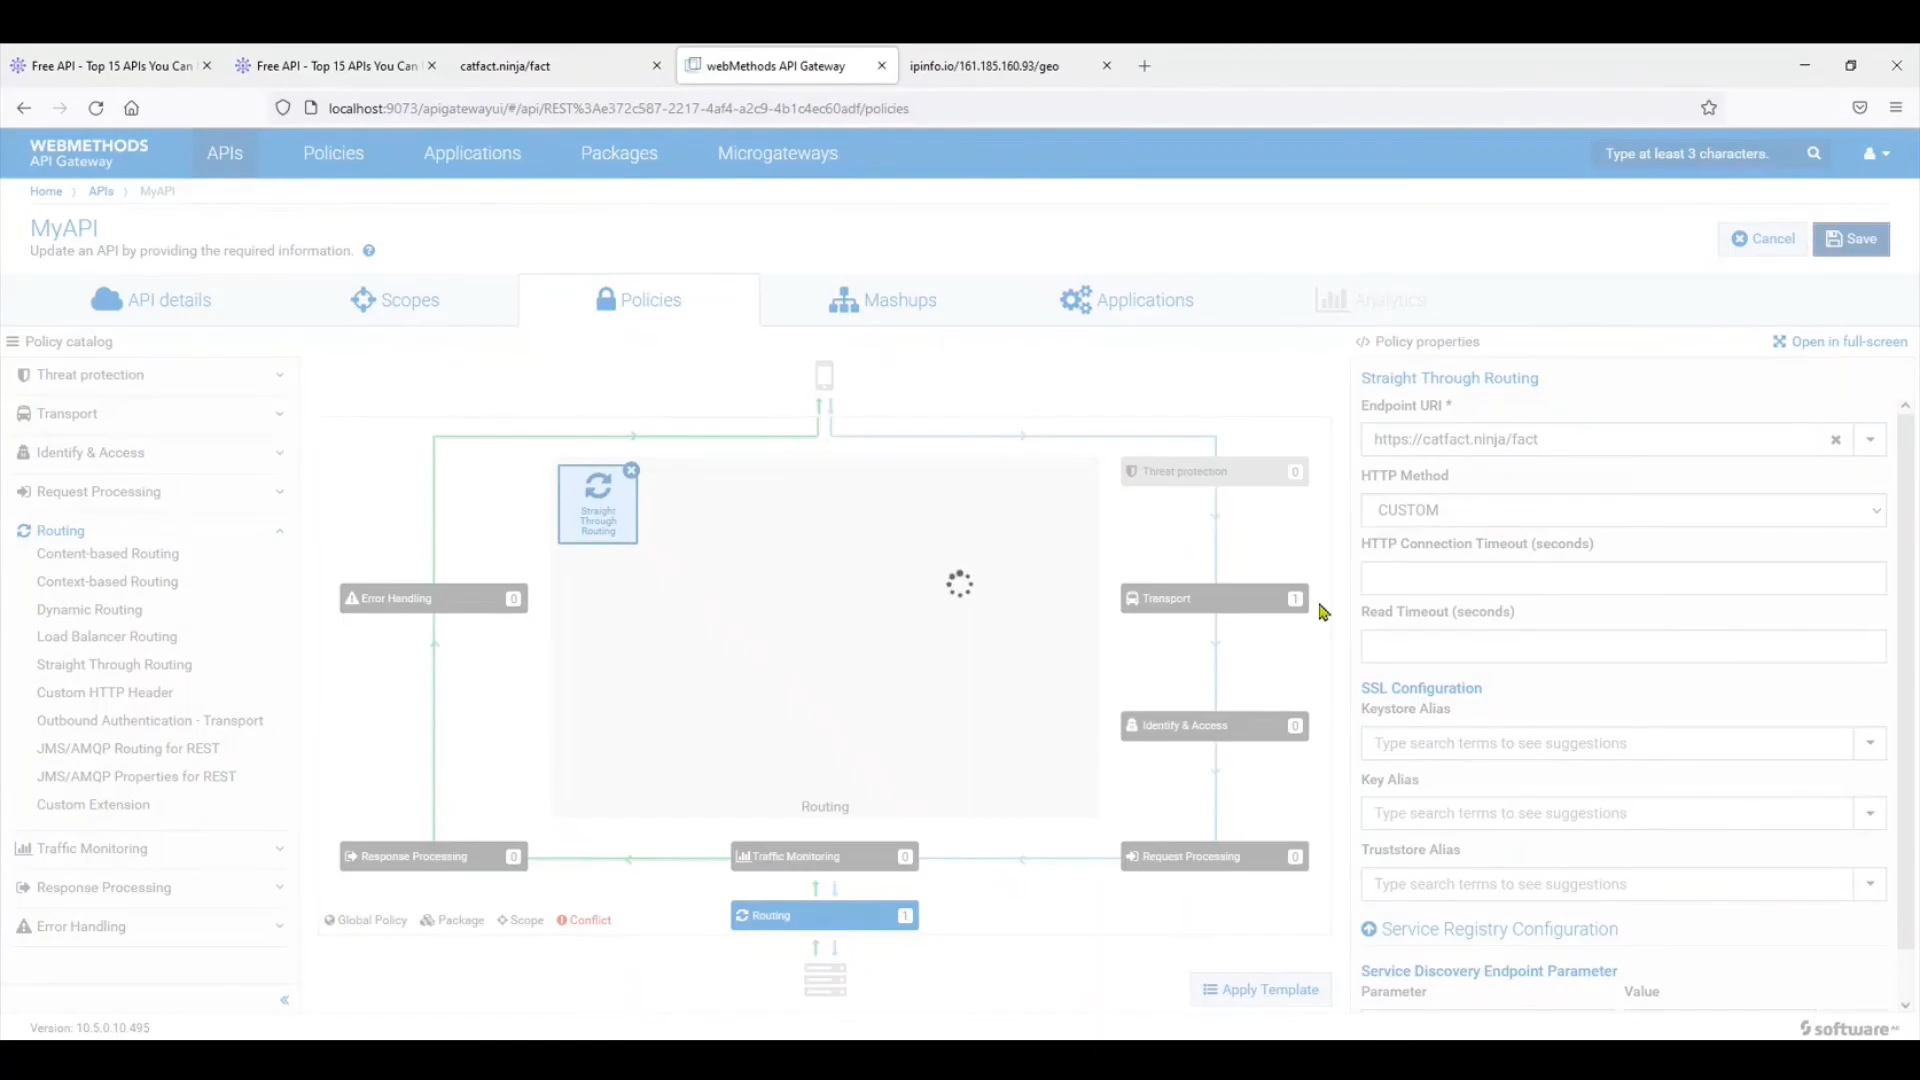 Free API - Top 15 APIs You Can
Free API - Top 15 APIs You Can
catfact.ninja/fact
webMethods API Gateway
ipinfo.io/161.185.160.93/geo
localhost:9073/apigatewayui/#/api/REST%3Ae372c587-2217-4af4-a2c9-4b1c4ec60adf/policies
WEBMETHODS
API Gateway
APIs
Policies
Applications
Packages
Microgateways
Type at least 3 characters.
Home
APIs
MyAPI
MyAPI
Update an API by providing the required information.
Cancel
Save
API details
Scopes
Policies
Mashups
Applications
Analytics
Policy catalog
Threat protection
Transport
Identify & Access
Request Processing
Routing
Content-based Routing
Context-based Routing
Dynamic Routing
Load Balancer Routing
Straight Through Routing
Custom HTTP Header
Outbound Authentication - Transport
JMS/AMQP Routing for REST
JMS/AMQP Properties for REST
Custom Extension
Traffic Monitoring
Response Processing
Error Handling
Straight
Through
Routing
Threat protection 0
Error Handling 0
Transport 1
Identify & Access 0
Routing
Response Processing 0
Traffic Monitoring 0
Request Processing 0
Routing 1
Global Policy
Package
Scope
Conflict
Apply Template
Policy properties
Open in full-screen
Straight Through Routing
Endpoint URI *
https://catfact.ninja/fact
HTTP Method
CUSTOM
HTTP Connection Timeout (seconds)
Read Timeout (seconds)
SSL Configuration
Keystore Alias
Type search terms to see suggestions
Key Alias
Type search terms to see suggestions
Truststore Alias
Type search terms to see suggestions
Service Registry Configuration
Service Discovery Endpoint Parameter
Parameter
Value
Version: 10.5.0.10.495
software AG